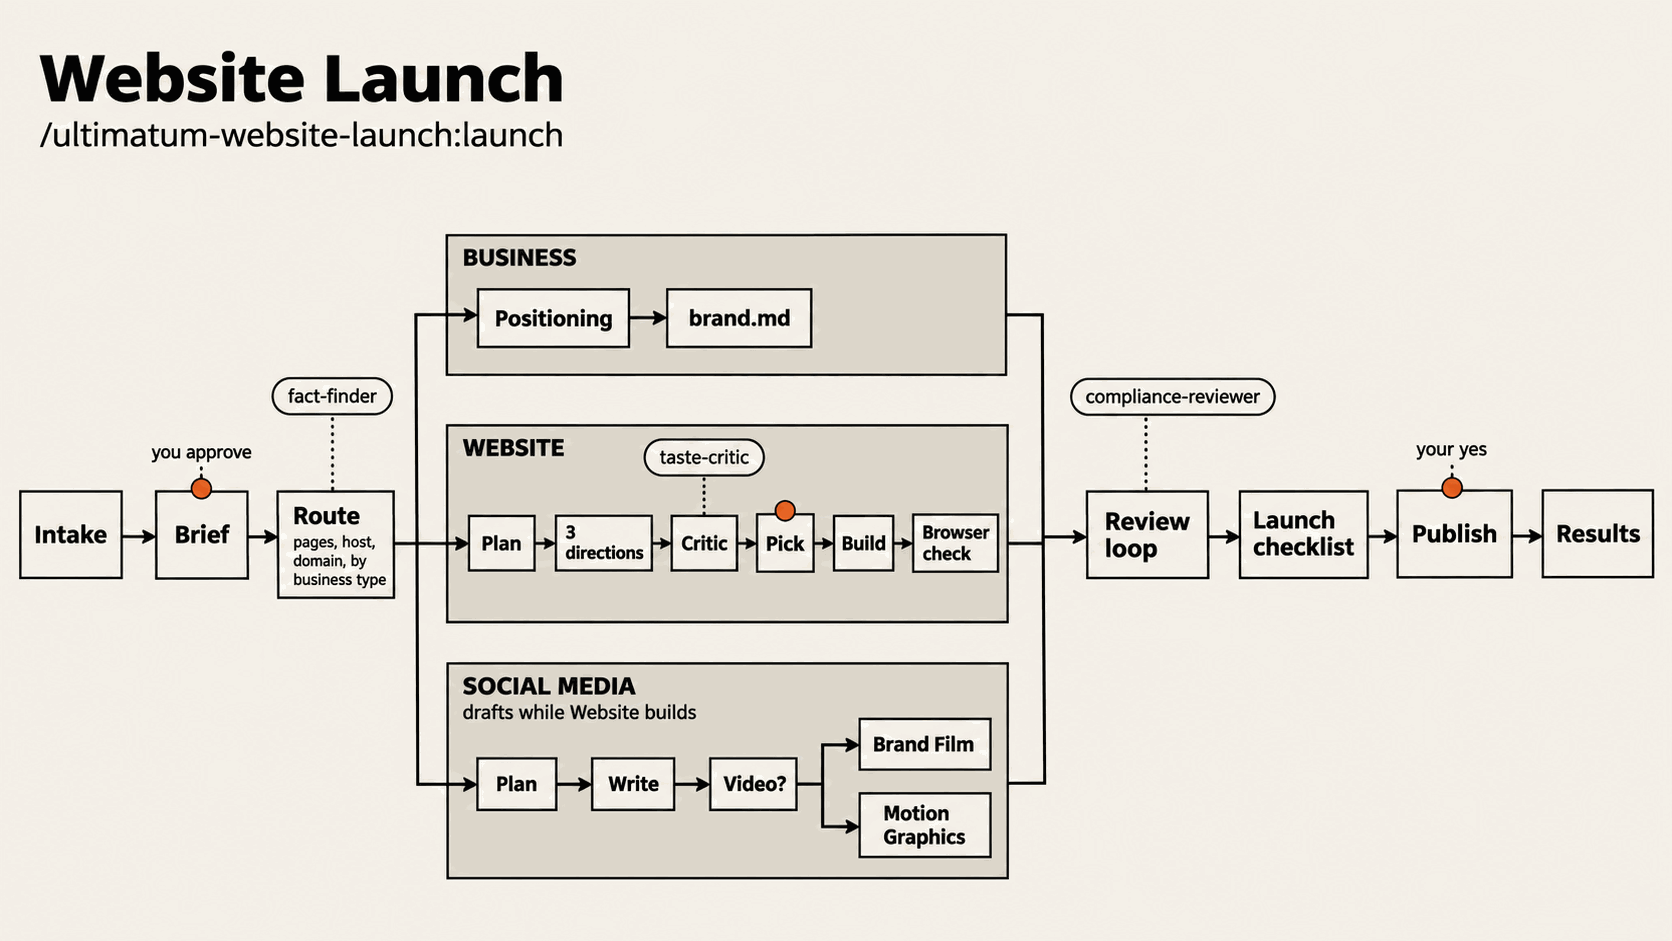 Website Launch
/ultimatum-website-launch:launch
BUSINESS
Positioning
brand.md
fact-finder
compliance-reviewer
you approve
your yes
Intake
Brief
Route
pages, host,
domain, by
business type
WEBSITE
taste-critic
Plan
3
directions
Critic
Pick
Build
Browser
check
Review
loop
Launch
checklist
Publish
Results
SOCIAL MEDIA
drafts while Website builds
Plan
Write
Video?
Brand Film
Motion
Graphics